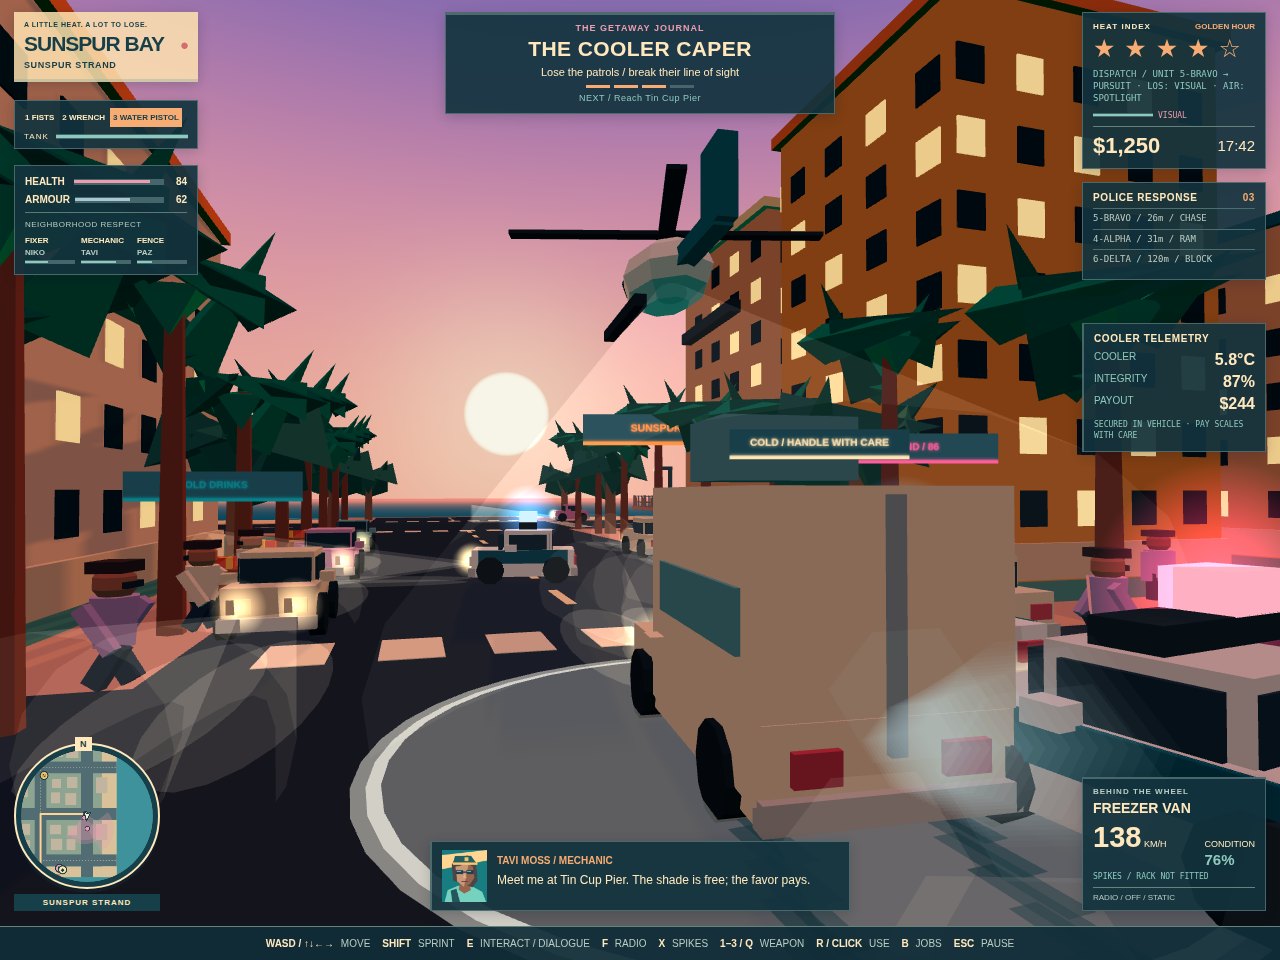 A LITTLE HEAT. A LOT TO LOSE.
SUNSPUR BAY
SUNSPUR STRAND
1 FISTS 2 WRENCH 3 WATER PISTOL
TANK
HEALTH 84
ARMOUR 62
NEIGHBORHOOD RESPECT
FIXER MECHANIC FENCE
NIKO TAVI PAZ
THE GETAWAY JOURNAL
THE COOLER CAPER
Lose the patrols / break their line of sight
NEXT / Reach Tin Cup Pier
HEAT INDEX GOLDEN HOUR
★ ★ ★ ★ ☆
DISPATCH / UNIT 5-BRAVO →
PURSUIT · LOS: VISUAL · AIR:
SPOTLIGHT
VISUAL
$1,250 17:42
POLICE RESPONSE 03
5-BRAVO / 26m / CHASE
4-ALPHA / 31m / RAM
6-DELTA / 120m / BLOCK
COOLER TELEMETRY
COOLER 5.8°C
INTEGRITY 87%
PAYOUT $244
SECURED IN VEHICLE · PAY SCALES
WITH CARE
OLD DRINKS
COLD / HANDLE WITH CARE
/ 86
N
SUNSPUR STRAND
TAVI MOSS / MECHANIC
Meet me at Tin Cup Pier. The shade is free; the favor pays.
BEHIND THE WHEEL
FREEZER VAN
138 KM/H CONDITION
76%
SPIKES / RACK NOT FITTED
RADIO / OFF / STATIC
WASD / ↑↓←→ MOVE SHIFT SPRINT E INTERACT / DIALOGUE F RADIO X SPIKES 1–3 / Q WEAPON R / CLICK USE B JOBS ESC PAUSE